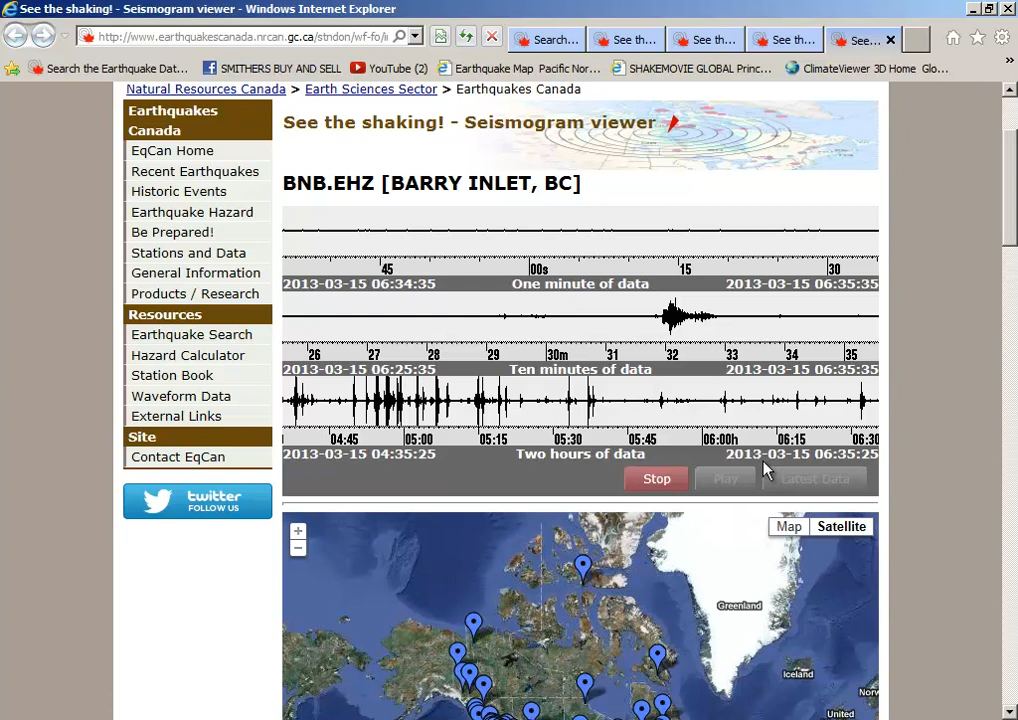 See the shaking! - Seismogram viewer - Windows Internet Explorer
http://www.earthquakescanada.nrcan.gc.ca/stndon/wf-fo/
Search... See th... See th... See th... See...
Search the Earthquake Dat... SMITHERS BUY AND SELL YouTube (2) Earthquake Map Pacific Nor... SHAKEMOVIE GLOBAL Princ... ClimateViewer 3D Home Glo... »
Natural Resources Canada > Earth Sciences Sector > Earthquakes Canada
Earthquakes
Canada
EqCan Home
Recent Earthquakes
Historic Events
Earthquake Hazard
Be Prepared!
Stations and Data
General Information
Products / Research
Resources
Earthquake Search
Hazard Calculator
Station Book
Waveform Data
External Links
Site
Contact EqCan
twitter
FOLLOW US
See the shaking! - Seismogram viewer
BNB.EHZ [BARRY INLET, BC]
45 00s 15 30
2013-03-15 06:34:35 One minute of data 2013-03-15 06:35:35
26 27 28 29 30m 31 32 33 34 35
2013-03-15 06:25:35 Ten minutes of data 2013-03-15 06:35:35
04:45 05:00 05:15 05:30 05:45 06:00h 06:15 06:30
2013-03-15 04:35:25 Two hours of data 2013-03-15 06:35:25
Stop Play Latest Data
+
−
Map Satellite
Greenland
Iceland
Nor
United